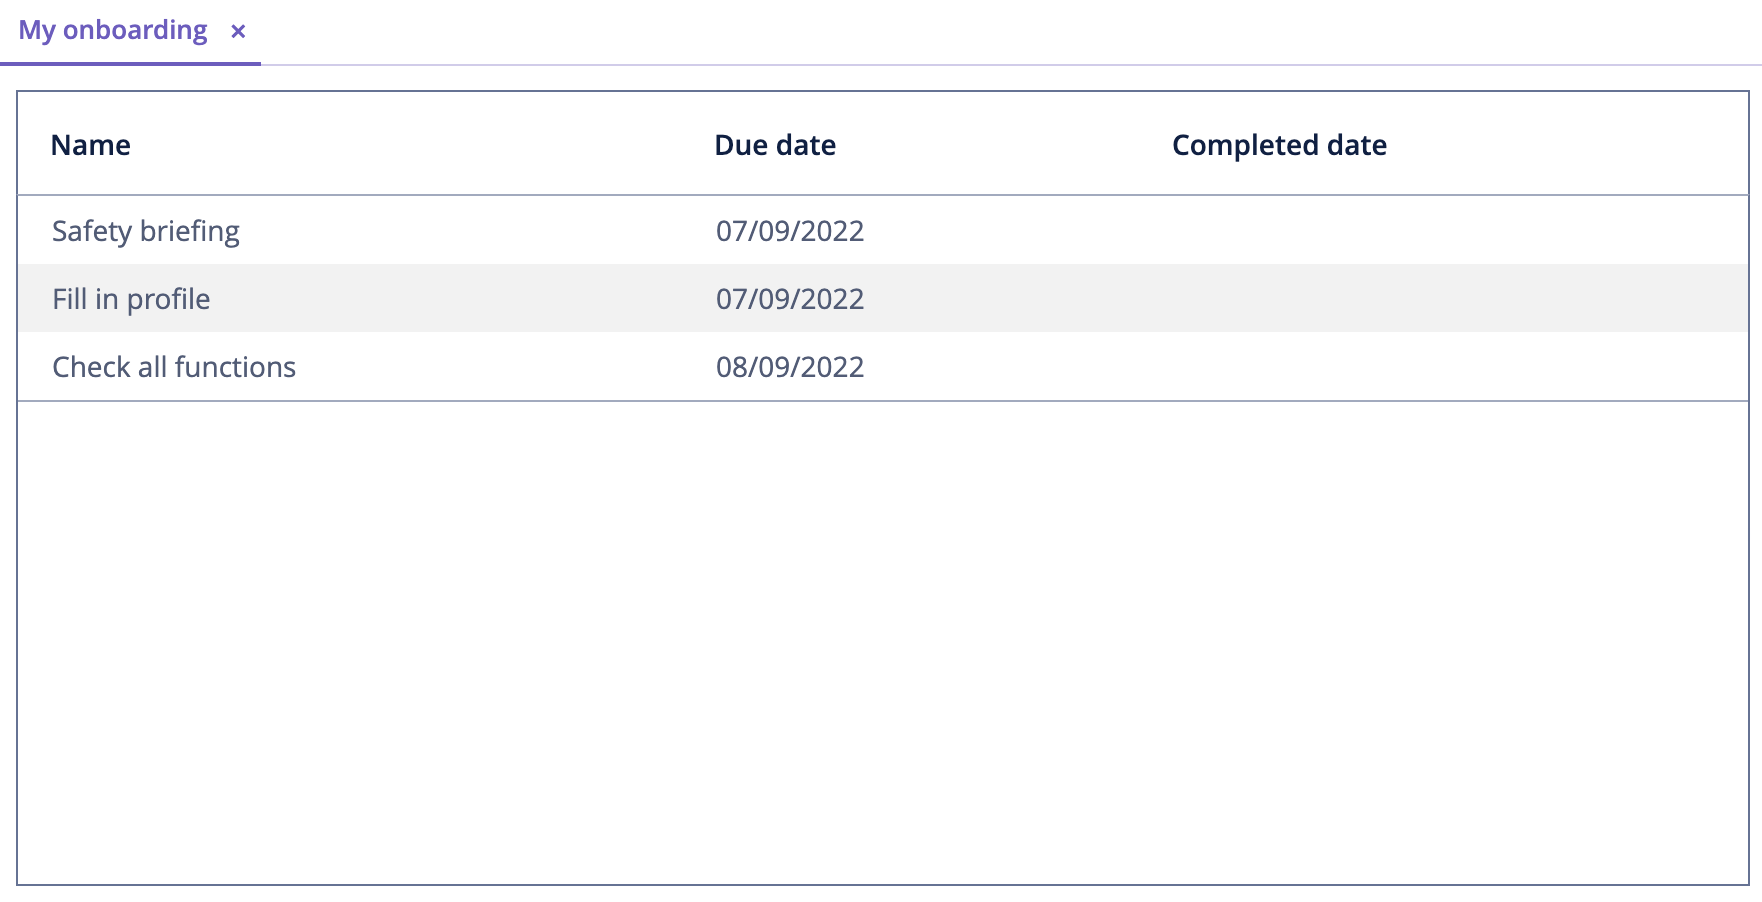 My onboarding ×
Name Due date Completed date
Safety briefing 07/09/2022
Fill in profile 07/09/2022
Check all functions 08/09/2022